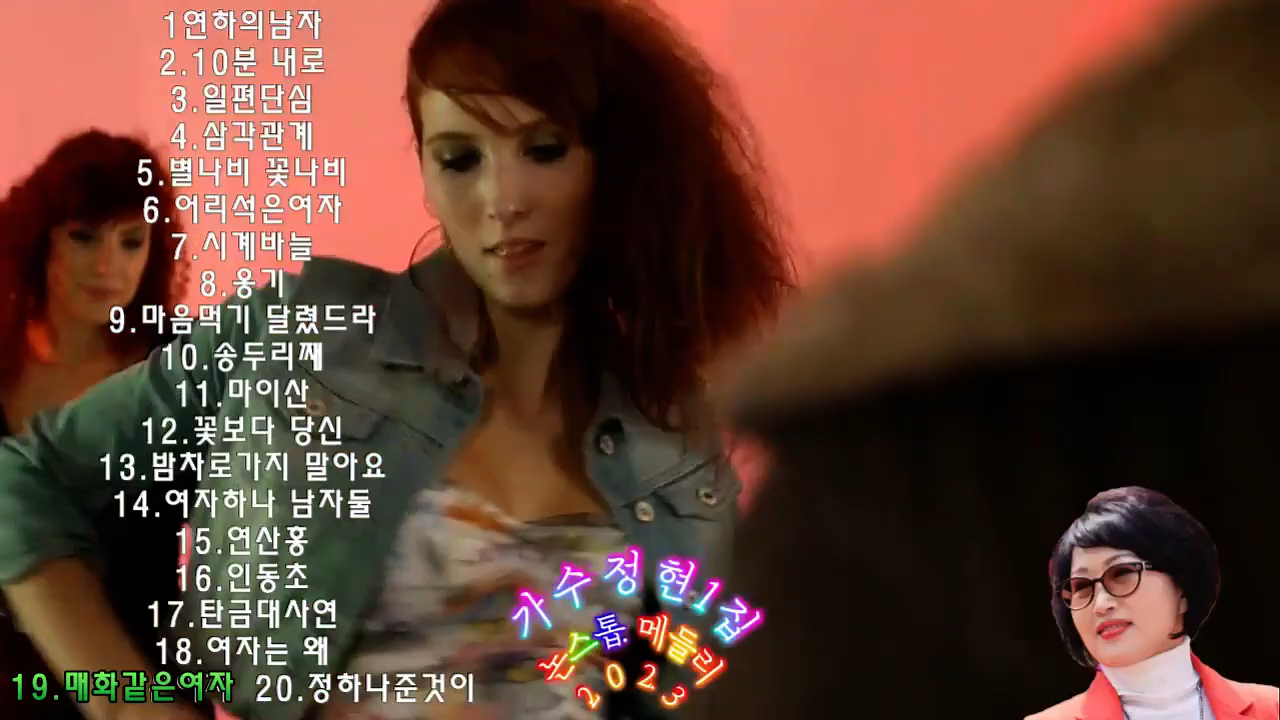 1연하의남자
2.10분 내로
3.일편단심
4.삼각관계
5.별나비 꽃나비
6.어리석은여자
7.시계바늘
8.옹기
9.마음먹기 달렸드라
10.송두리째
11.마이산
12.꽃보다 당신
13.밤차로가지 말아요
14.여자하나 남자둘
15.연산홍
16.인동초
17.탄금대사연
18.여자는 왜
19.매화같은여자 20.정하나준것이
가수정현1집
논스톱 메들리
2023